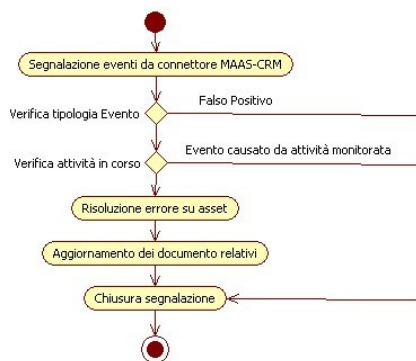 Segnalazione eventi da connettore MAAS-CRM
Falso Positivo
Verifica tipologia Evento
Evento causato da attività monitorata
Verifica attività in corso
Risoluzione errore su asset
Aggiornamento dei documento relativi
Chiusura segnalazione